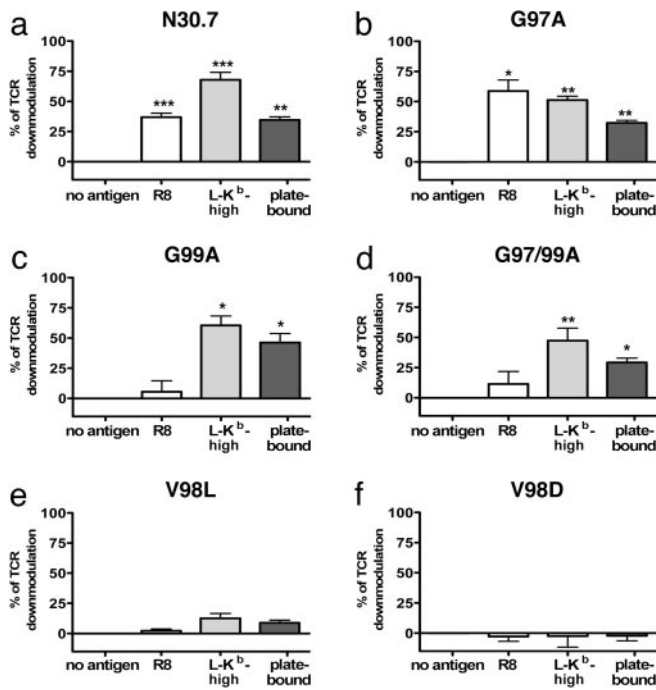 a N30.7
% of TCR downmodulation
100
75
50
25
0
***
***
**
no antigen R8 L-Kᵇ-high plate-bound
b G97A
% of TCR downmodulation
100
75
50
25
0
*
**
**
no antigen R8 L-Kᵇ-high plate-bound
c G99A
% of TCR downmodulation
100
75
50
25
0
*
*
no antigen R8 L-Kᵇ-high plate-bound
d G97/99A
% of TCR downmodulation
100
75
50
25
0
**
*
no antigen R8 L-Kᵇ-high plate-bound
e V98L
% of TCR downmodulation
100
75
50
25
0
no antigen R8 L-Kᵇ-high plate-bound
f V98D
% of TCR downmodulation
100
75
50
25
0
no antigen R8 L-Kᵇ-high plate-bound